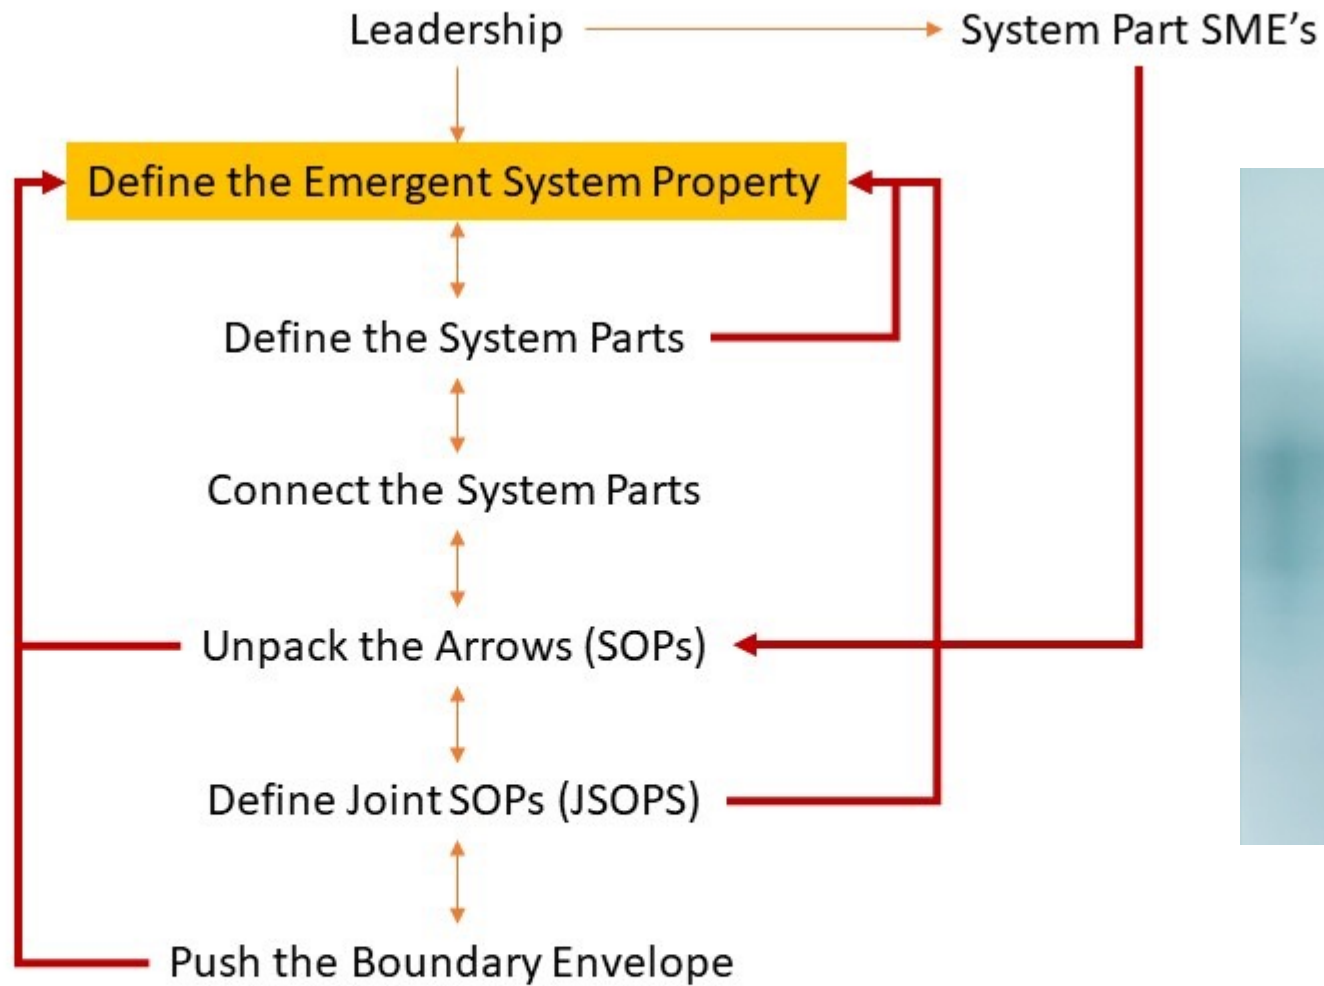 Leadership
System Part SME’s
Define the Emergent System Property
Define the System Parts
Connect the System Parts
Unpack the Arrows (SOPs)
Define Joint SOPs (JSOPS)
Push the Boundary Envelope